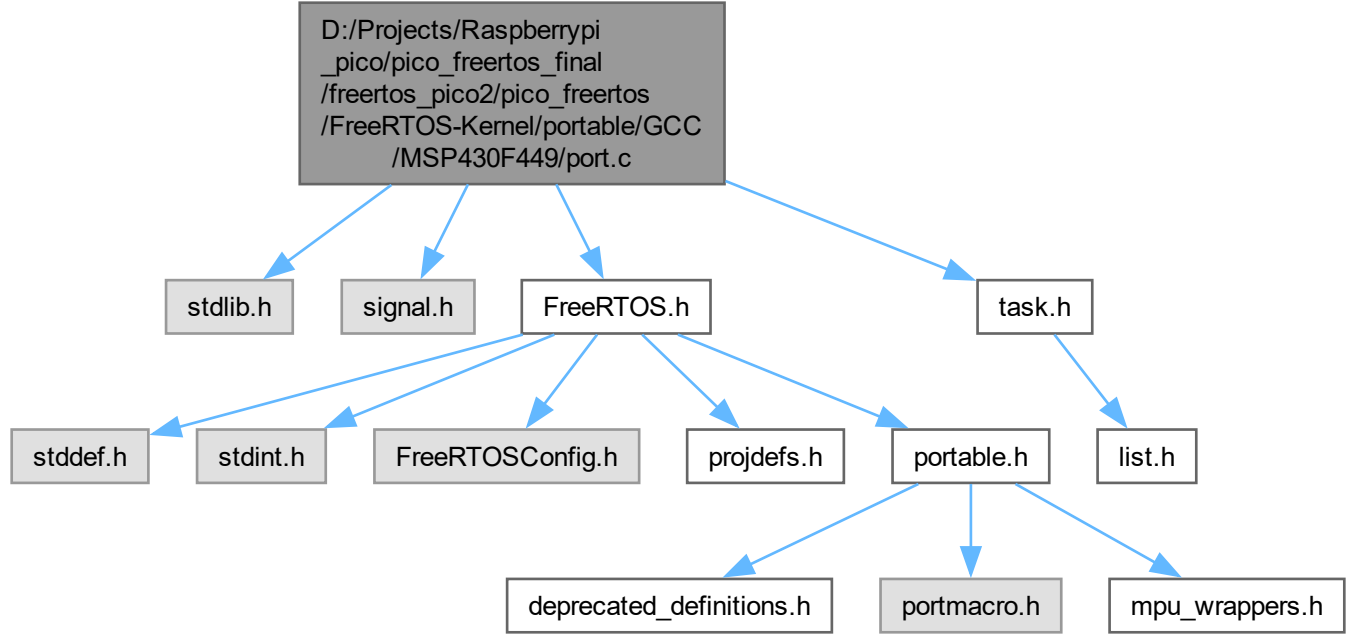 D:/Projects/Raspberrypi
_pico/pico_freertos_final
/freertos_pico2/pico_freertos
/FreeRTOS-Kernel/portable/GCC
/MSP430F449/port.c
stdlib.h
signal.h
FreeRTOS.h
task.h
stddef.h
stdint.h
FreeRTOSConfig.h
projdefs.h
portable.h
list.h
deprecated_definitions.h
portmacro.h
mpu_wrappers.h